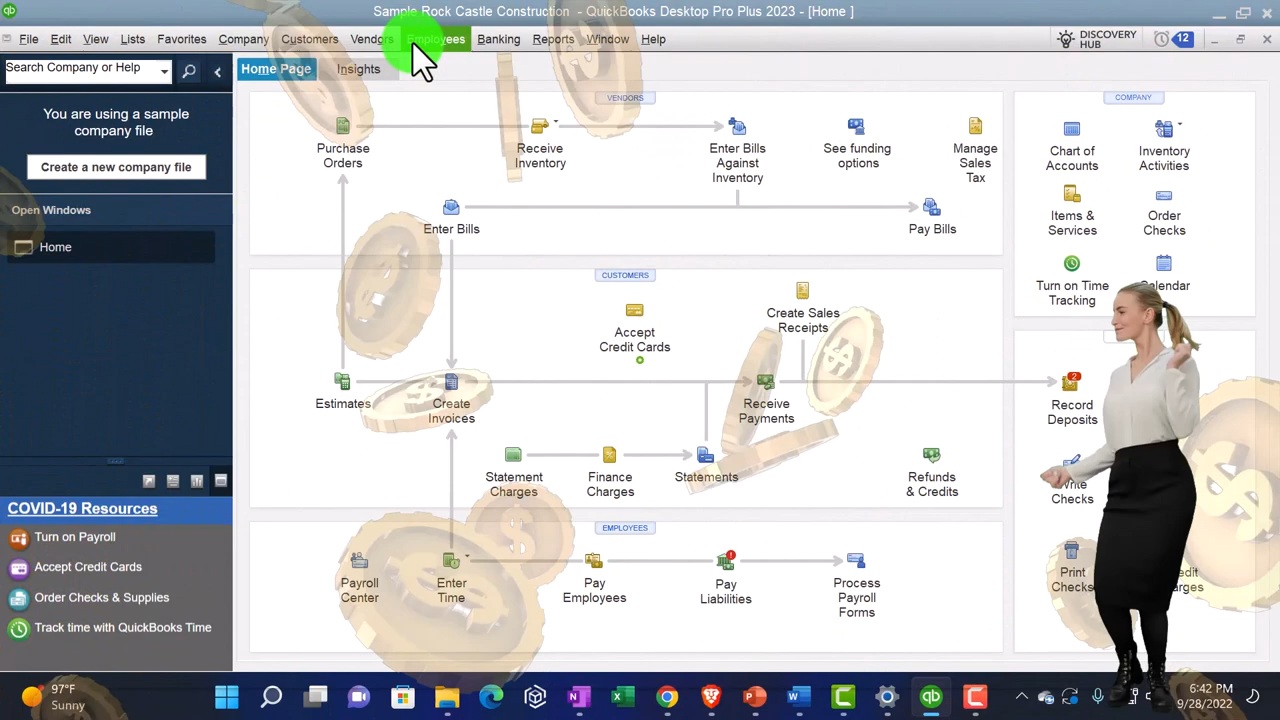 Sample Rock Castle Construction - QuickBooks Desktop Pro Plus 2023 - [Home ]
File Edit View Lists Favorites Company Customers Vendors Employees Banking Reports Window Help
DISCOVERY
HUB
12
Search Company or Help
Home Page
Insights
You are using a sample
company file
Create a new company file
Open Windows
Home
COVID-19 Resources
Turn on Payroll
Accept Credit Cards
Order Checks & Supplies
Track time with QuickBooks Time
VENDORS
Purchase
Orders
Receive
Inventory
Enter Bills
Against
Inventory
See funding
options
Manage
Sales
Tax
Enter Bills
Pay Bills
CUSTOMERS
Accept
Credit Cards
Create Sales
Receipts
Estimates
Create
Invoices
Receive
Payments
Statement
Charges
Finance
Charges
Statements
Refunds
& Credits
EMPLOYEES
Payroll
Center
Enter
Time
Pay
Employees
Pay
Liabilities
Process
Payroll
Forms
COMPANY
Chart of
Accounts
Inventory
Activities
Items &
Services
Order
Checks
Turn on Time
Tracking
Calendar
2
Record
Deposits
Write
Checks
Print
Checks
97°F
Sunny
6:42 PM
9/28/2022